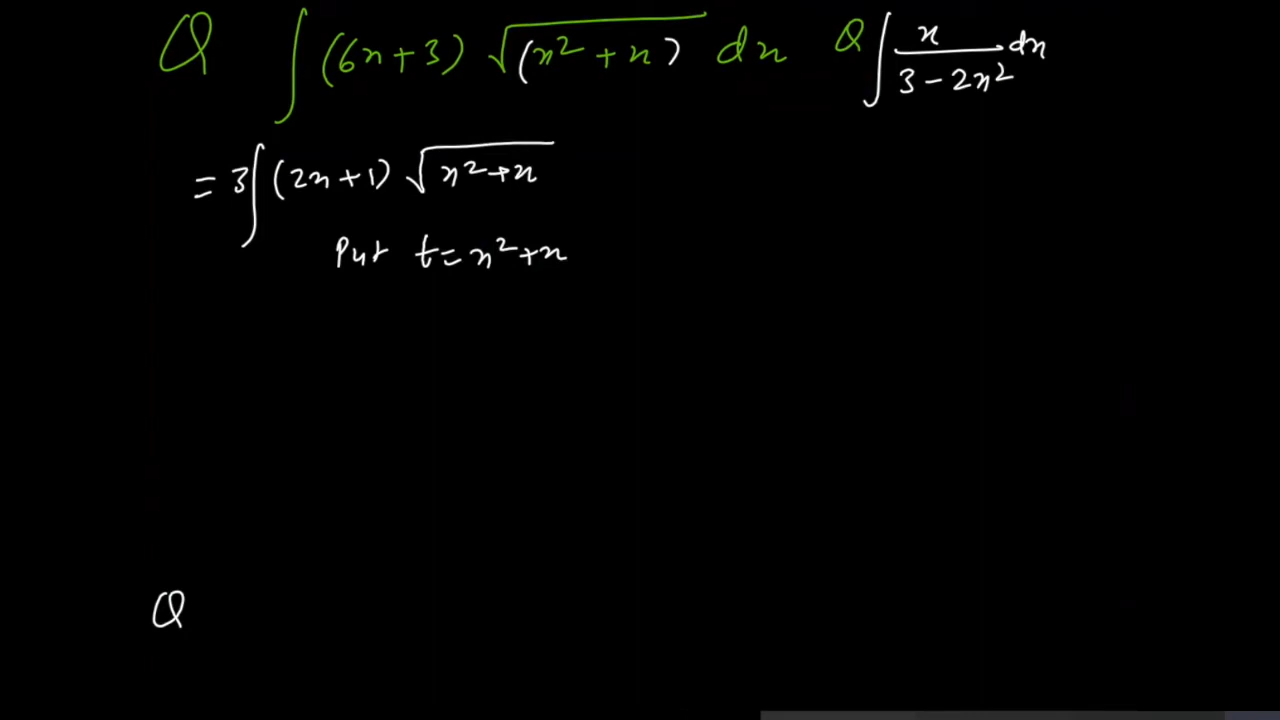 Q ∫ (6x+3) √(x²+x) dx Q ∫ x/(3-2x²) dx
= 3∫ (2x+1) √x²+x
Put t = x²+x
Q